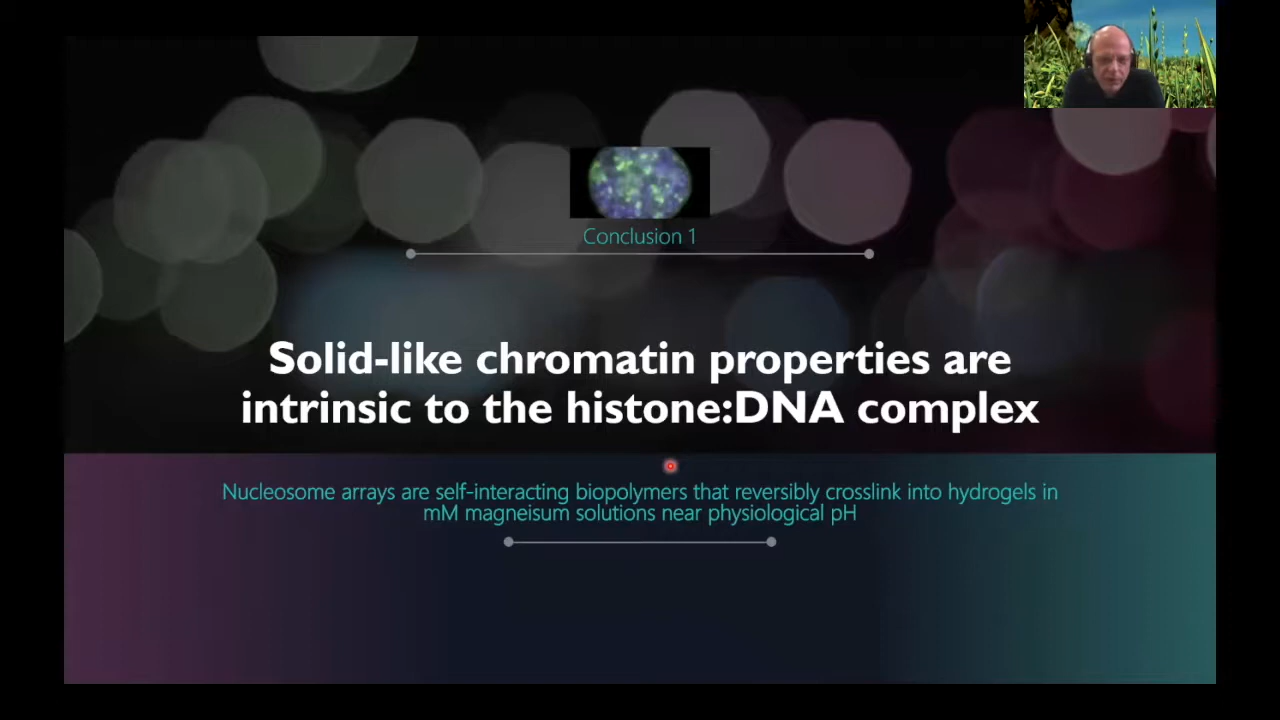 Conclusion 1
Solid-like chromatin properties are
intrinsic to the histone:DNA complex
Nucleosome arrays are self-interacting biopolymers that reversibly crosslink into hydrogels in
mM magneisum solutions near physiological pH